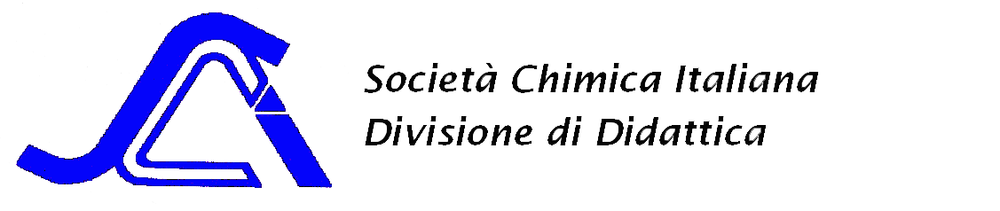 Società Chimica Italiana
Divisione di Didattica